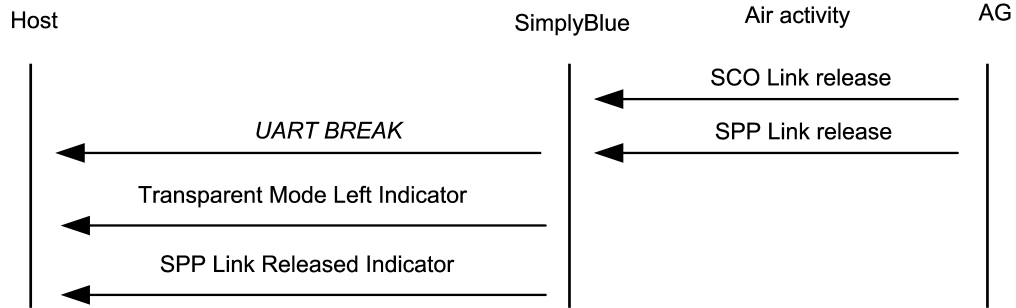 Host
SimplyBlue
Air activity
AG
SCO Link release
UART BREAK
SPP Link release
Transparent Mode Left Indicator
SPP Link Released Indicator